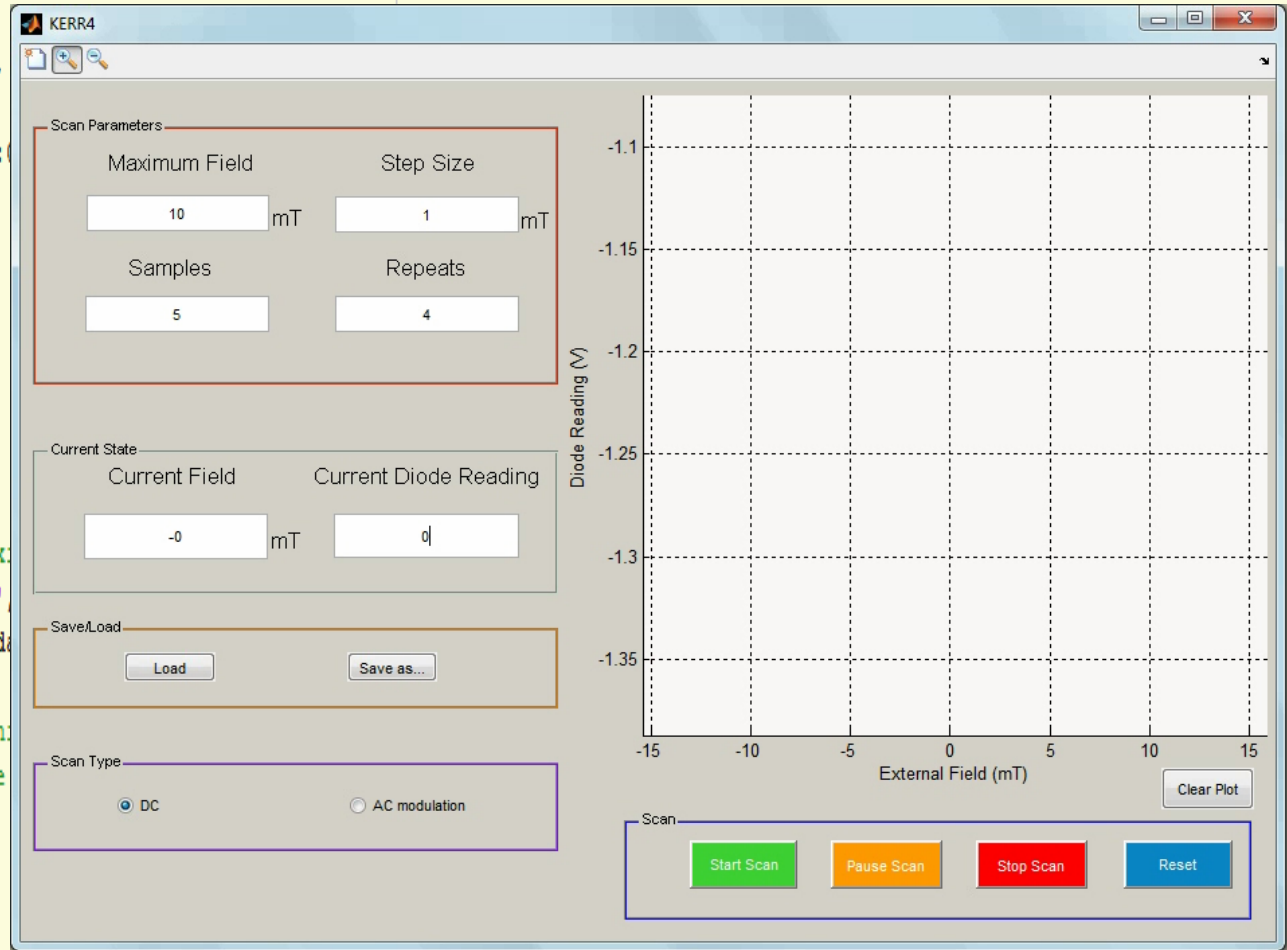 KERR4
Scan Parameters
Maximum Field
Step Size
10
mT
1
mT
Samples
Repeats
5
4
Current State
Current Field
Current Diode Reading
-0
mT
0
Save/Load
Load
Save as...
Scan Type
DC
AC modulation
Diode Reading (V)
-1.1
-1.15
-1.2
-1.25
-1.3
-1.35
-15
-10
-5
0
5
10
15
External Field (mT)
Clear Plot
Scan
Start Scan
Pause Scan
Stop Scan
Reset